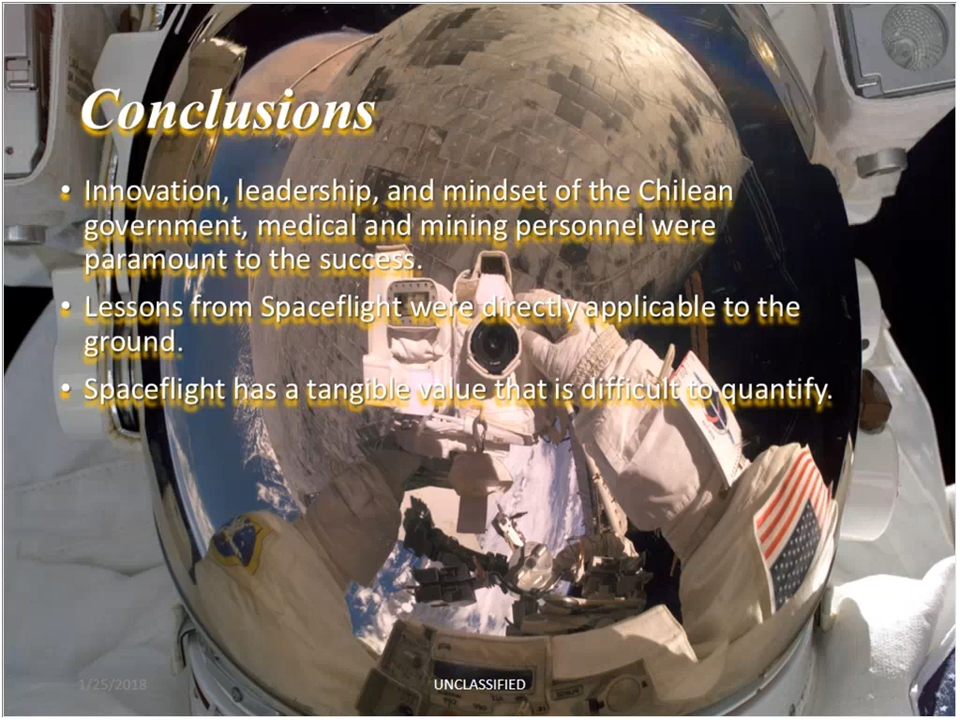 Conclusions
• Innovation, leadership, and mindset of the Chilean
government, medical and mining personnel were
paramount to the success.
• Lessons from Spaceflight were directly applicable to the
ground.
• Spaceflight has a tangible value that is difficult to quantify.
1/25/2018
UNCLASSIFIED